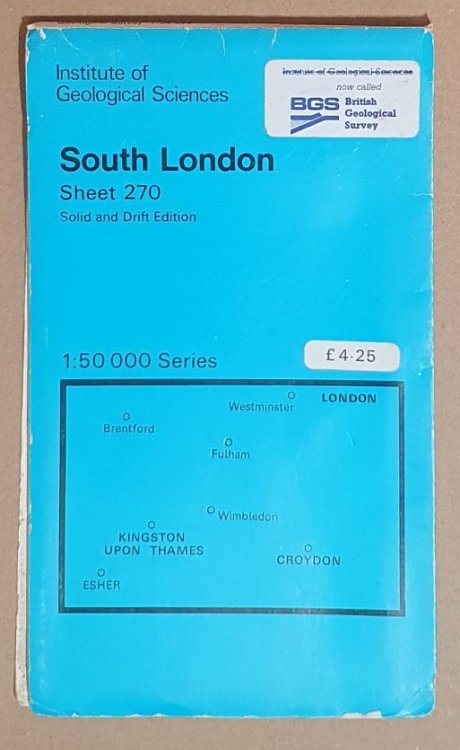 Institute of
Geological Sciences
Institute of Geological Sciences
now called
BGS British
Geological
Survey
South London
Sheet 270
Solid and Drift Edition
1:50 000 Series
£4·25
LONDON
Westminster
Brentford
Fulham
Wimbledon
KINGSTON
UPON THAMES
CROYDON
ESHER